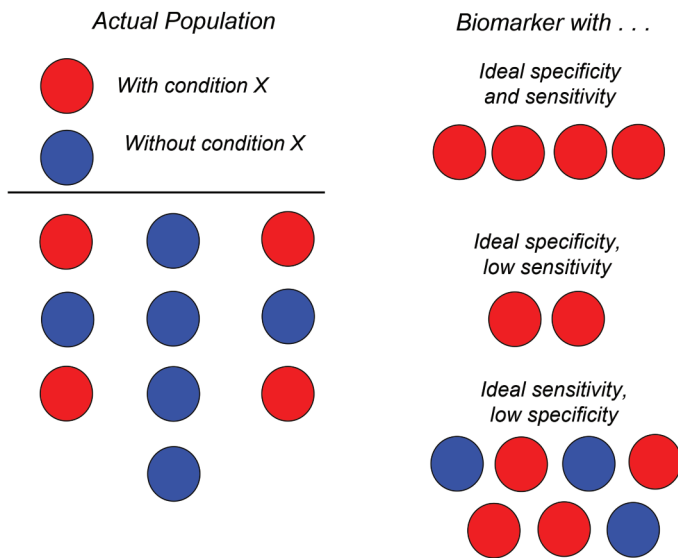 Actual Population
With condition X
Without condition X
Biomarker with . . .
Ideal specificity
and sensitivity
Ideal specificity,
low sensitivity
Ideal sensitivity,
low specificity